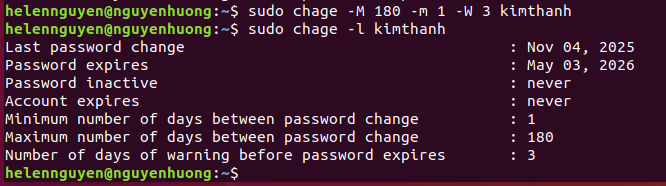 helennguyen@nguyenhuong:~$ sudo chage -M 180 -m 1 -W 3 kimthanh
helennguyen@nguyenhuong:~$ sudo chage -l kimthanh
Last password change : Nov 04, 2025
Password expires : May 03, 2026
Password inactive : never
Account expires : never
Minimum number of days between password change : 1
Maximum number of days between password change : 180
Number of days of warning before password expires : 3
helennguyen@nguyenhuong:~$